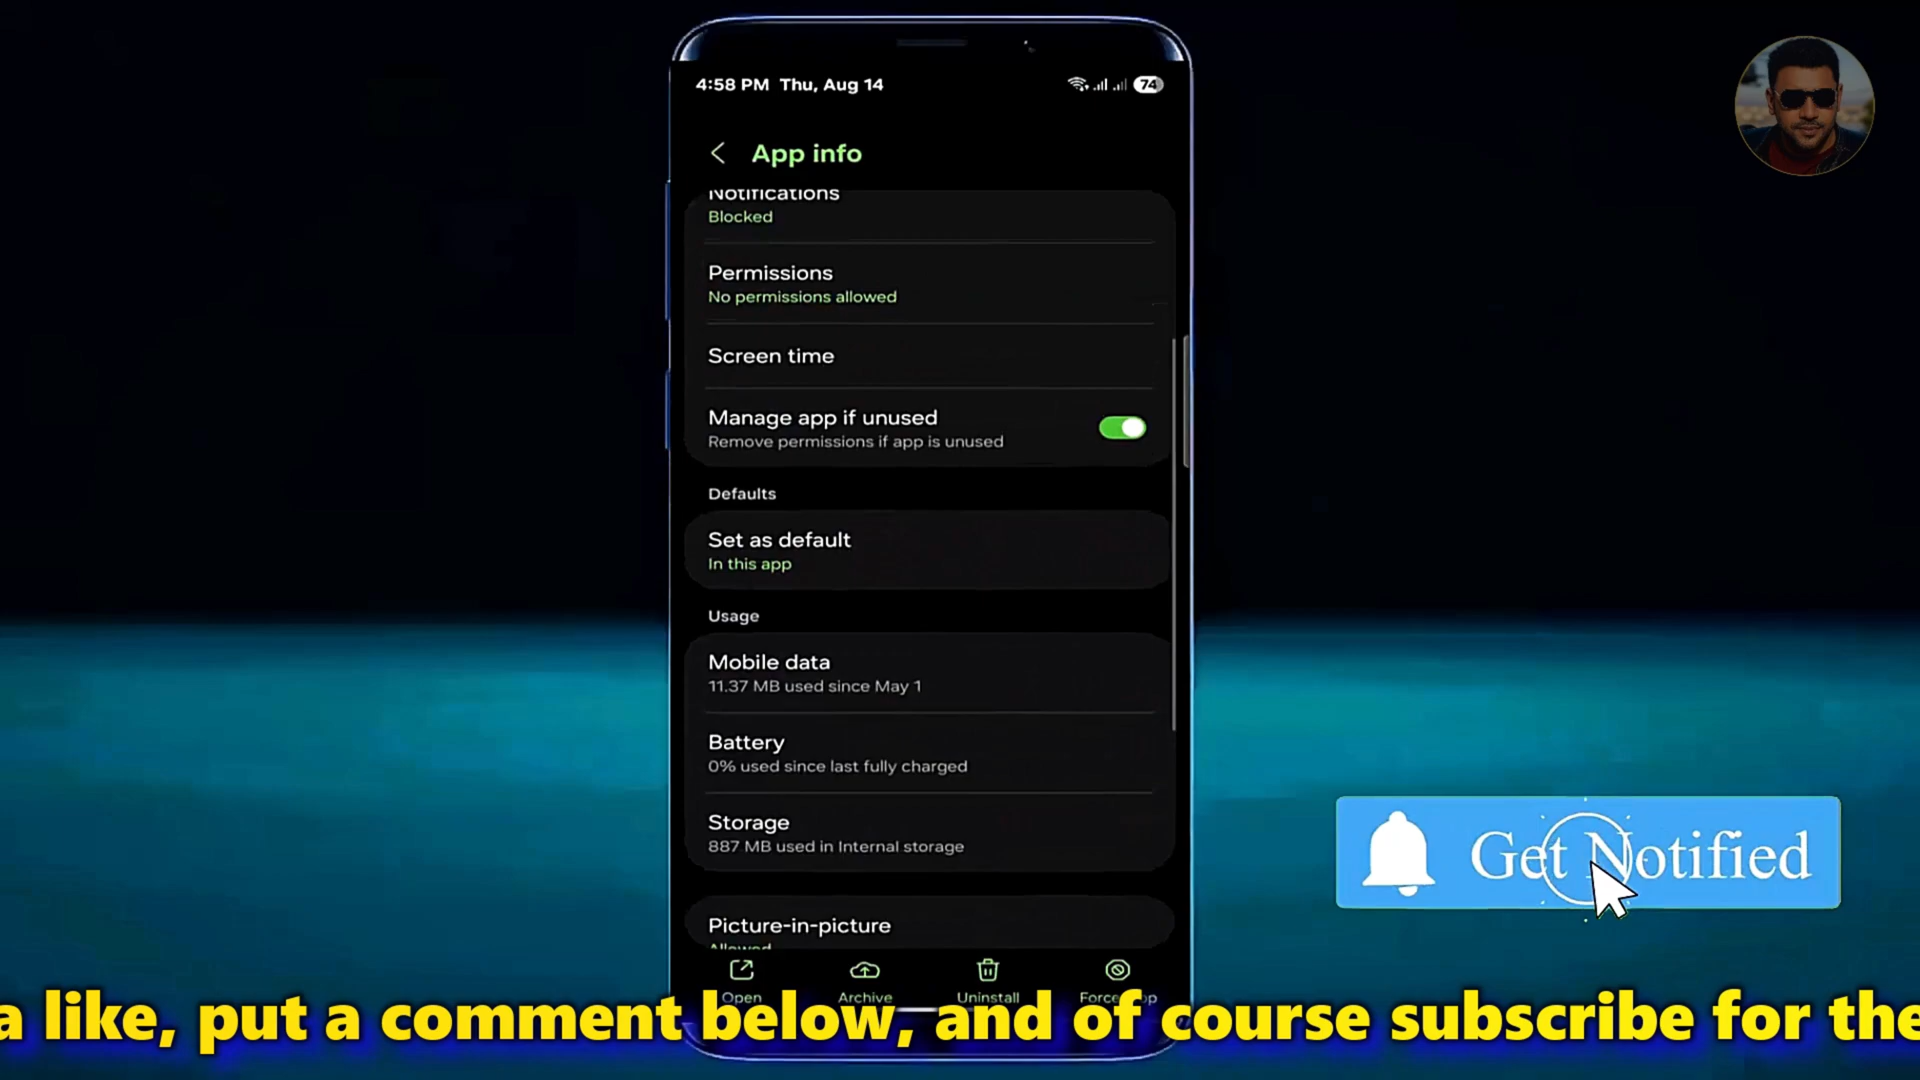 4:58 PM Thu, Aug 14
74
App info
Notifications
Blocked
Permissions
No permissions allowed
Screen time
Manage app if unused
Remove permissions if app is unused
Defaults
Set as default
In this app
Usage
Mobile data
11.37 MB used since May 1
Battery
0% used since last fully charged
Storage
887 MB used in Internal storage
Picture-in-picture
Allowed
Open Archive Uninstall Force stop
Get Notified
a like, put a comment below, and of course subscribe for the